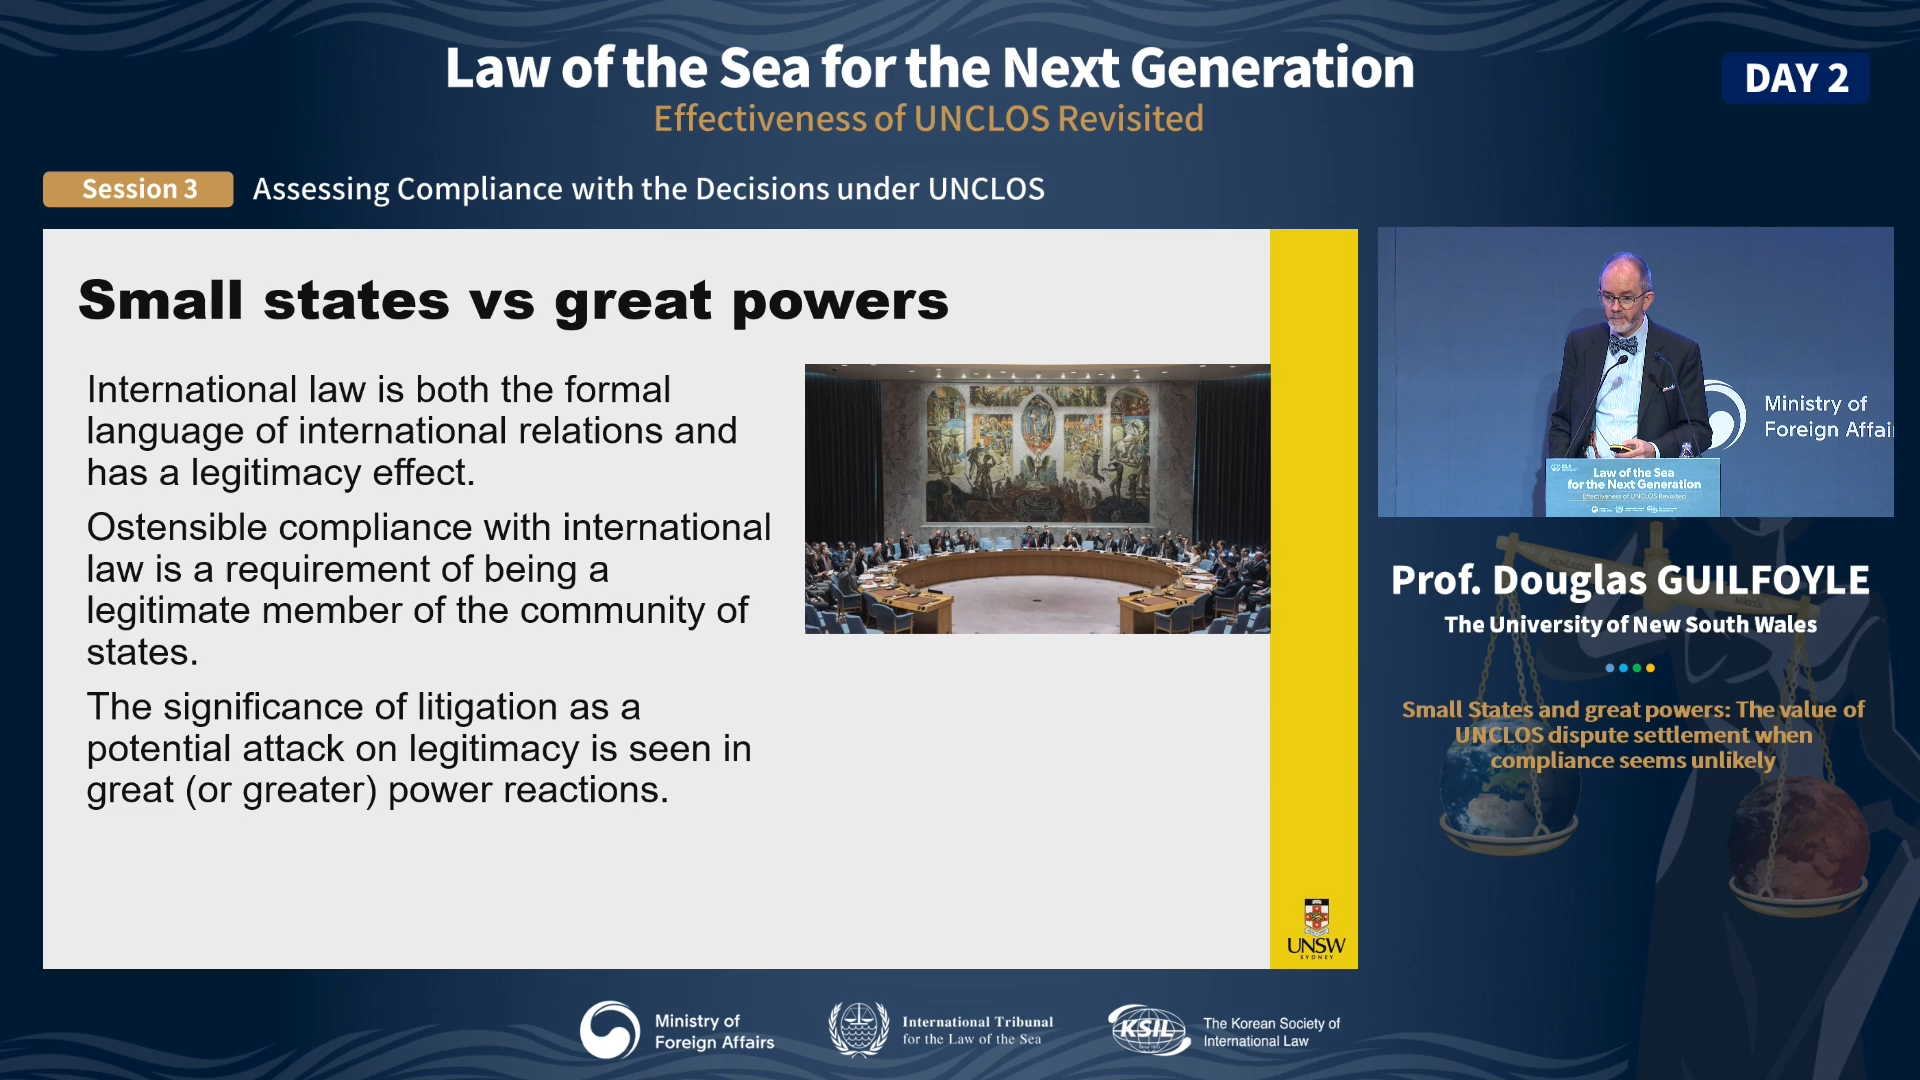 Law of the Sea for the Next Generation
Effectiveness of UNCLOS Revisited
DAY 2
Session 3
Assessing Compliance with the Decisions under UNCLOS
Small states vs great powers
International law is both the formal
language of international relations and
has a legitimacy effect.
Ostensible compliance with international
law is a requirement of being a
legitimate member of the community of
states.
The significance of litigation as a
potential attack on legitimacy is seen in
great (or greater) power reactions.
UNSW
SYDNEY
Ministry of
Foreign Affai
Law of the Sea
for the Next Generation
Effectiveness of UNCLOS Revisited
Prof. Douglas GUILFOYLE
The University of New South Wales
Small States and great powers: The value of
UNCLOS dispute settlement when
compliance seems unlikely
Ministry of
Foreign Affairs
International Tribunal
for the Law of the Sea
KSIL
The Korean Society of
International Law